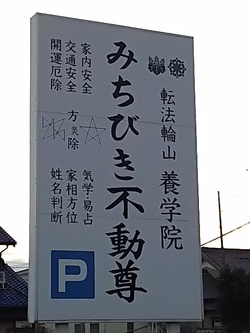 転法輪山 養学院
みちびき不動尊
家内安全
交通安全
開運厄除
方災除
気学・易占
家相方位
姓名判断
P